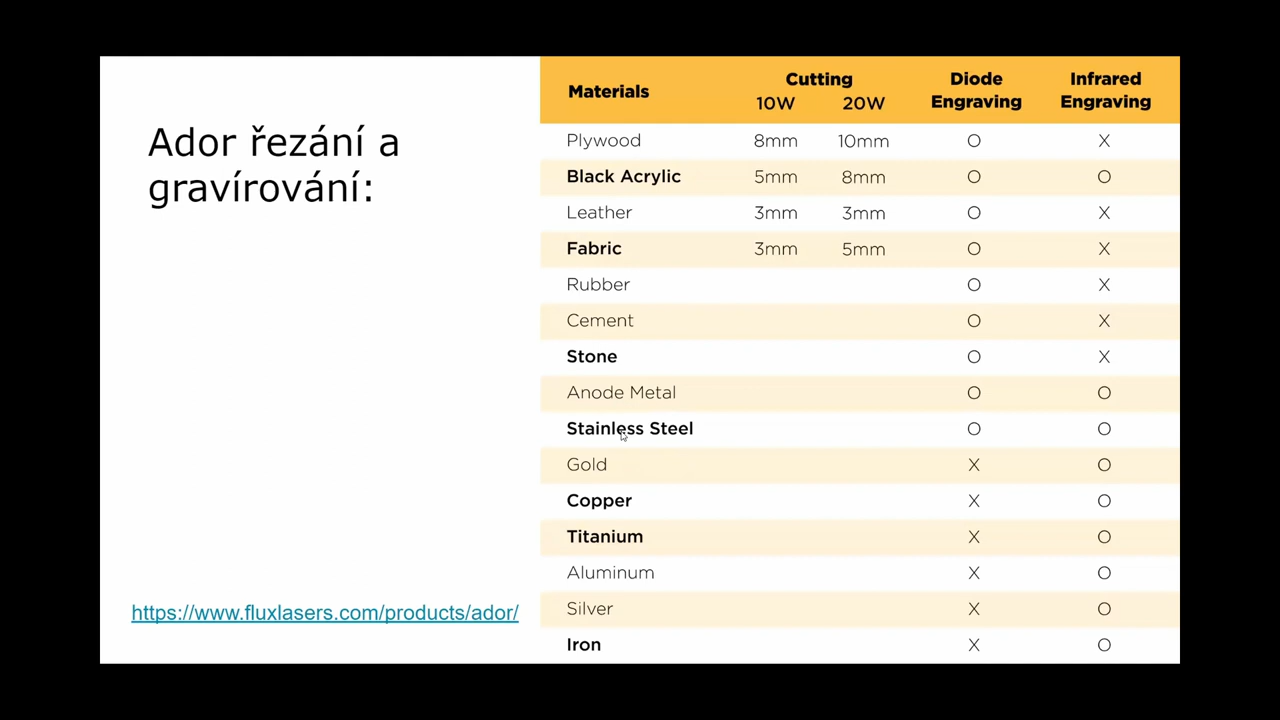 Ador řezání a
gravírování:
https://www.fluxlasers.com/products/ador/
Materials Cutting Diode Engraving Infrared Engraving
10W 20W
Plywood 8mm 10mm O X
Black Acrylic 5mm 8mm O O
Leather 3mm 3mm O X
Fabric 3mm 5mm O X
Rubber O X
Cement O X
Stone O X
Anode Metal O O
Stainless Steel O O
Gold X O
Copper X O
Titanium X O
Aluminum X O
Silver X O
Iron X O